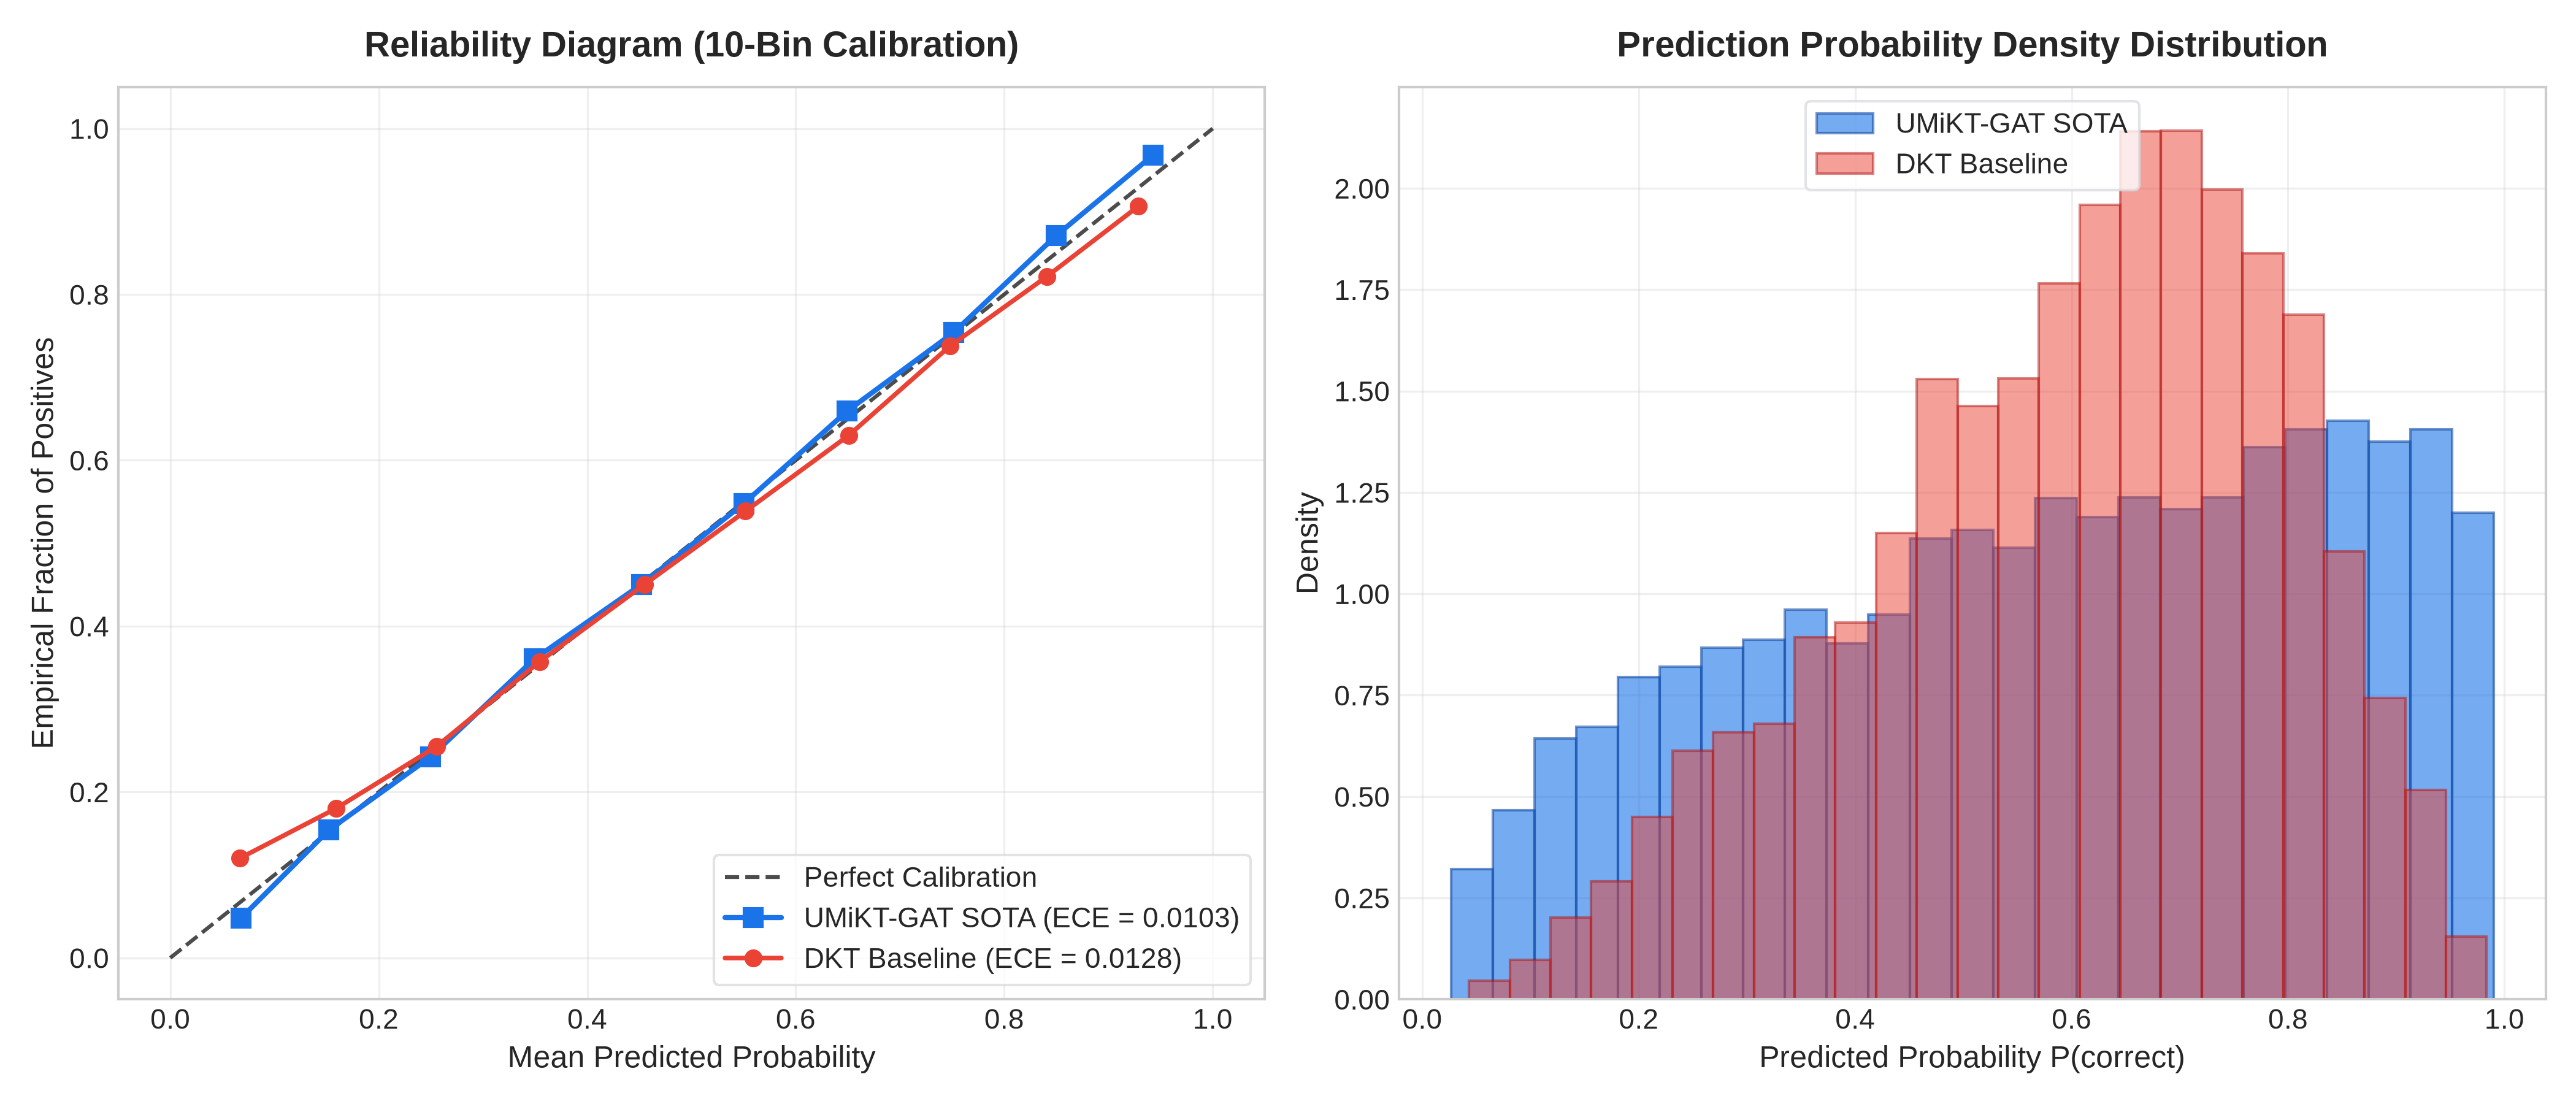 Reliability Diagram (10-Bin Calibration)
Empirical Fraction of Positives
1.0
0.8
0.6
0.4
0.2
0.0
Perfect Calibration
UMiKT-GAT SOTA (ECE = 0.0103)
DKT Baseline (ECE = 0.0128)
0.0 0.2 0.4 0.6 0.8 1.0
Mean Predicted Probability
Prediction Probability Density Distribution
UMiKT-GAT SOTA
DKT Baseline
Density
2.00
1.75
1.50
1.25
1.00
0.75
0.50
0.25
0.00
0.0 0.2 0.4 0.6 0.8 1.0
Predicted Probability P(correct)